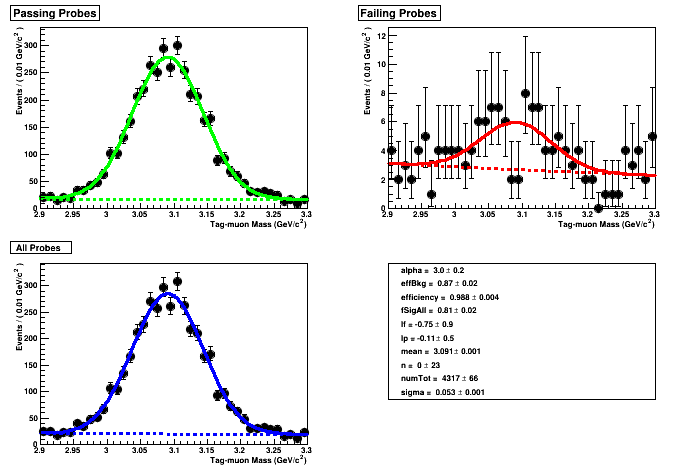 Passing Probes
Events / ( 0.01 GeV/c² )
300
250
200
150
100
50
0
2.9 2.95 3 3.05 3.1 3.15 3.2 3.25 3.3
Tag-muon Mass (GeV/c²)
Failing Probes
Events / ( 0.01 GeV/c² )
12
10
8
6
4
2
0
2.9 2.95 3 3.05 3.1 3.15 3.2 3.25 3.3
Tag-muon Mass (GeV/c²)
All Probes
Events / ( 0.01 GeV/c² )
300
250
200
150
100
50
0
2.9 2.95 3 3.05 3.1 3.15 3.2 3.25 3.3
Tag-muon Mass (GeV/c²)
alpha = 3.0 ± 0.2
effBkg = 0.87 ± 0.02
efficiency = 0.988 ± 0.004
fSigAll = 0.81 ± 0.02
lf = -0.75 ± 0.9
lp = -0.11 ± 0.5
mean = 3.091 ± 0.001
n = 0 ± 23
numTot = 4317 ± 66
sigma = 0.053 ± 0.001